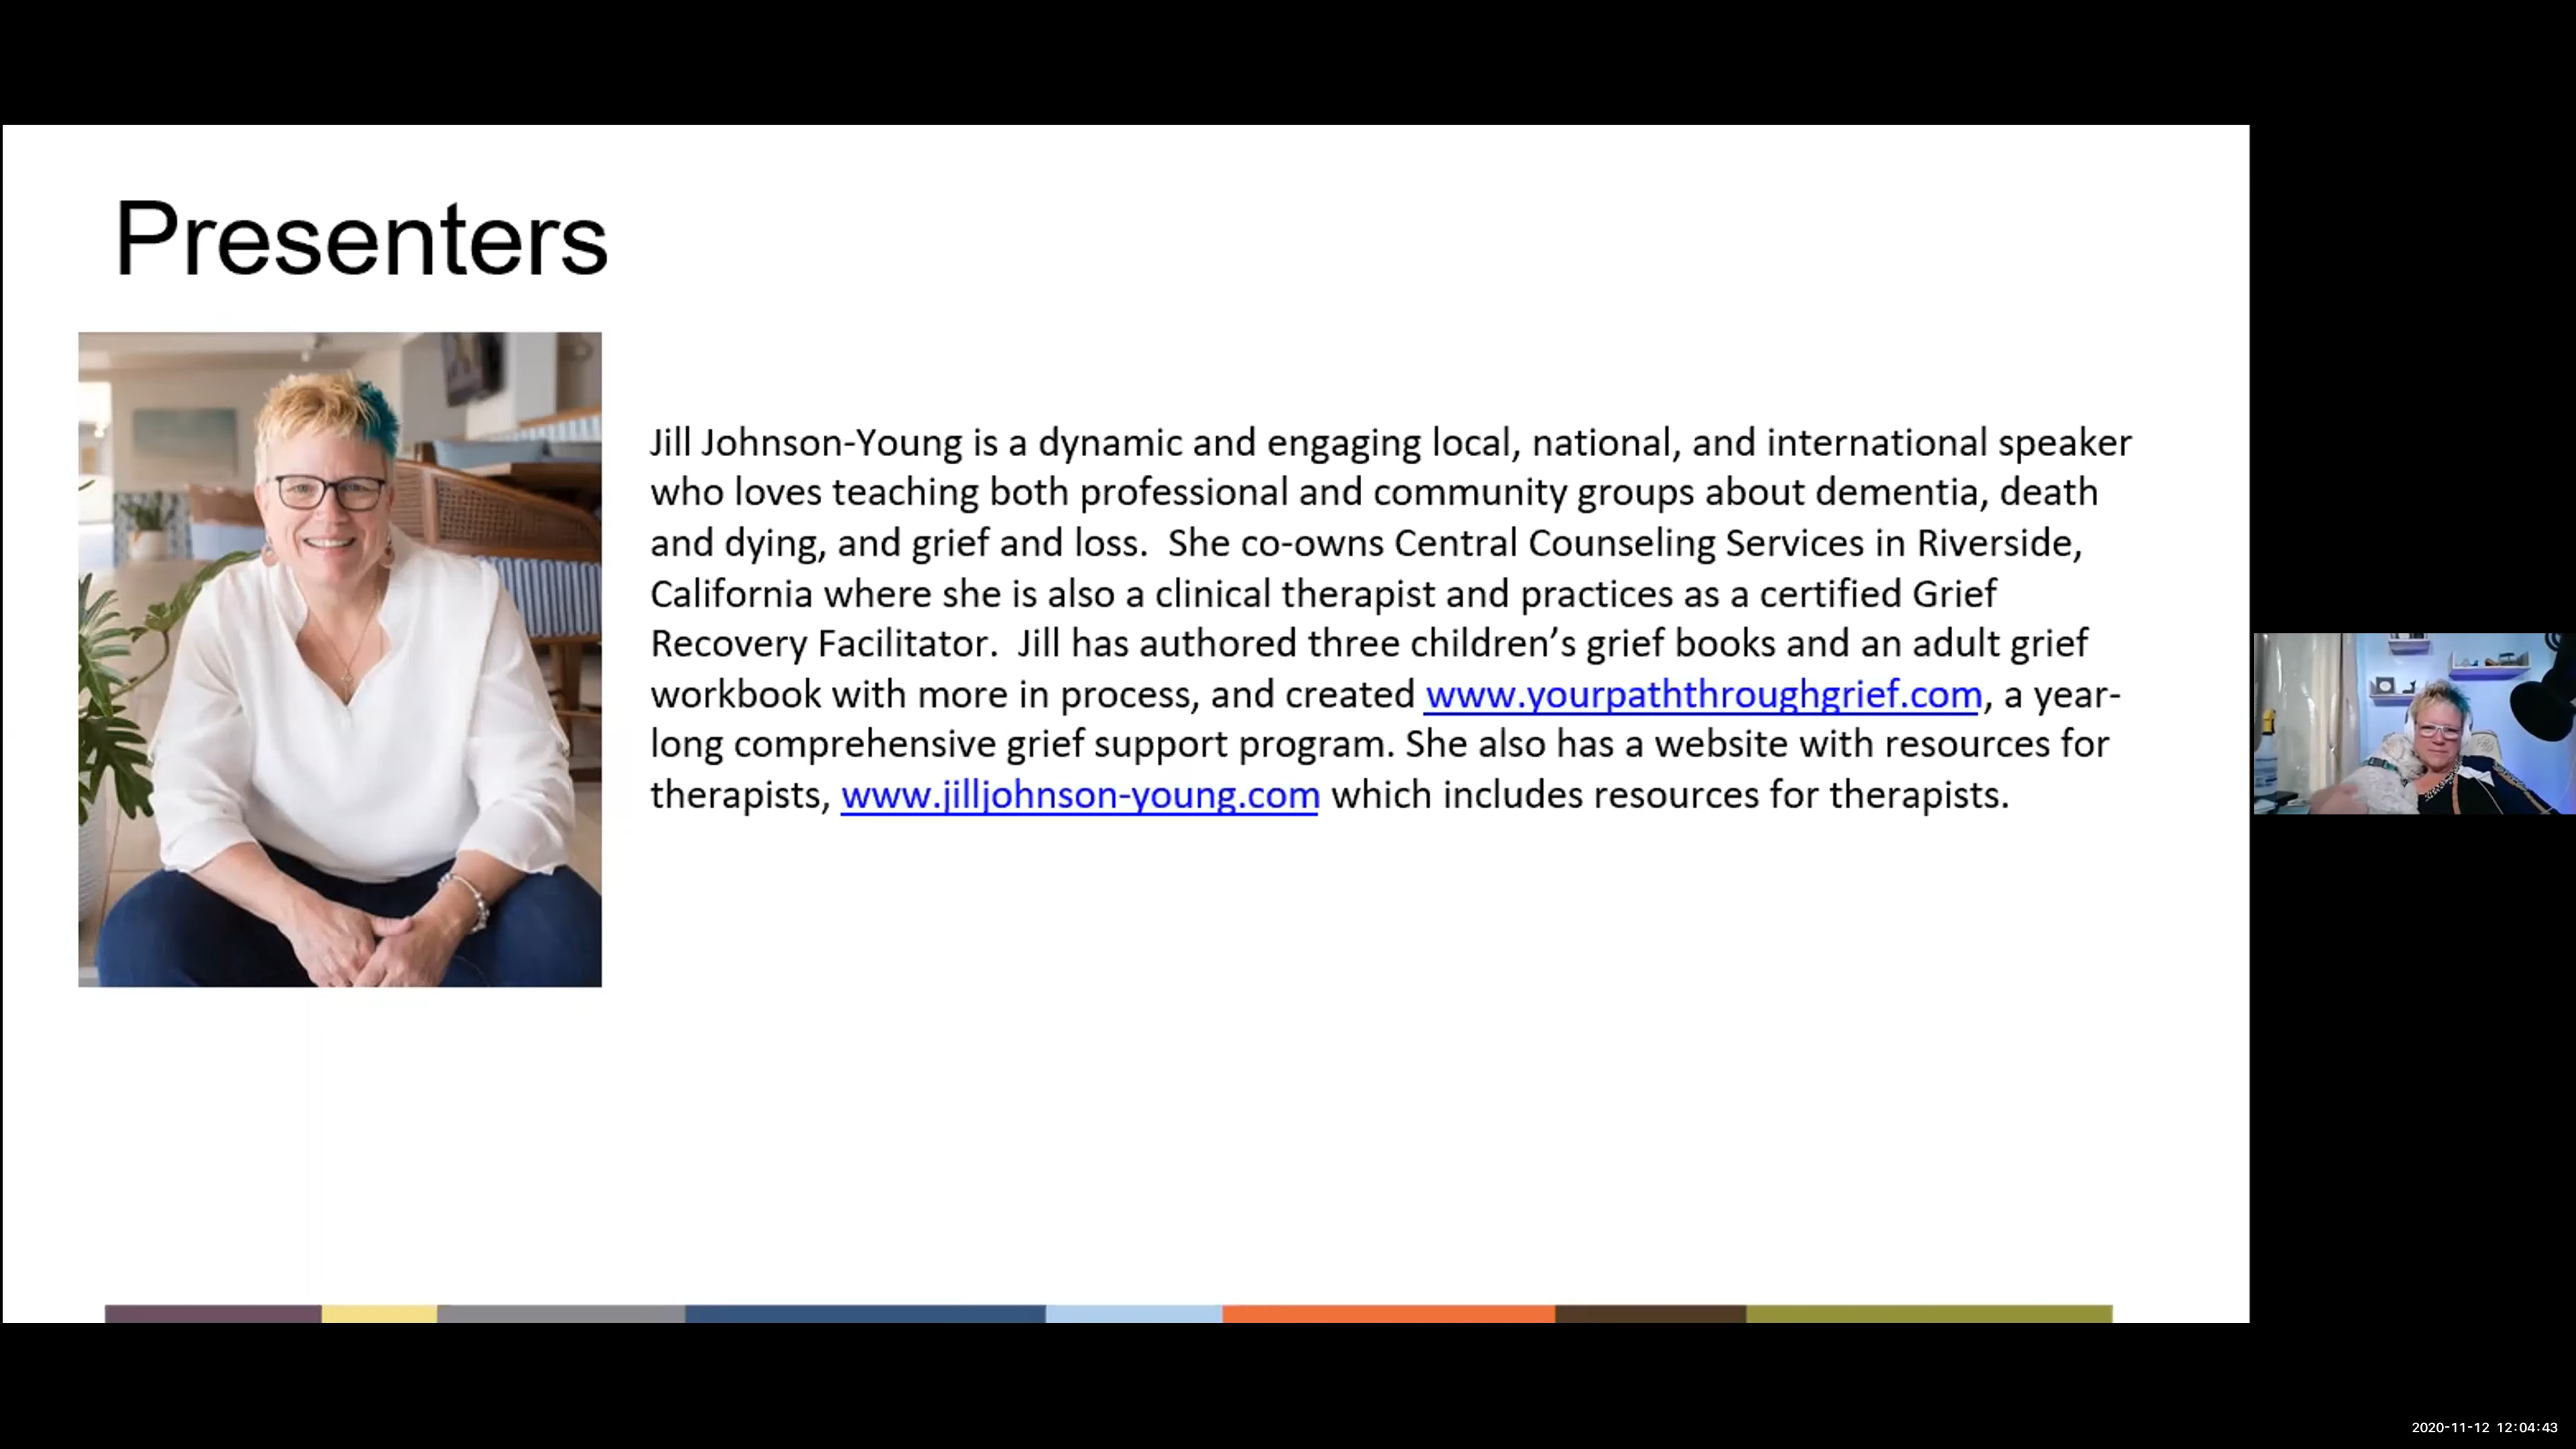 Presenters
Jill Johnson-Young is a dynamic and engaging local, national, and international speaker
who loves teaching both professional and community groups about dementia, death
and dying, and grief and loss.  She co-owns Central Counseling Services in Riverside,
California where she is also a clinical therapist and practices as a certified Grief
Recovery Facilitator.  Jill has authored three children’s grief books and an adult grief
workbook with more in process, and created www.yourpaththroughgrief.com, a year-
long comprehensive grief support program. She also has a website with resources for
therapists, www.jilljohnson-young.com which includes resources for therapists.
2020-11-12 12:04:43